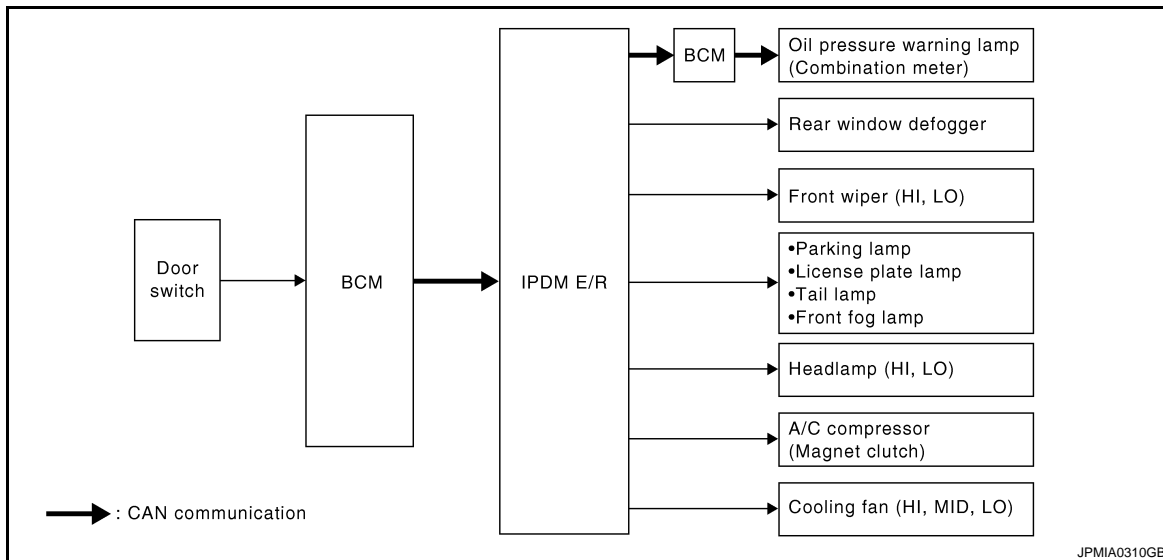 BCM
Oil pressure warning lamp
(Combination meter)
Rear window defogger
Front wiper (HI, LO)
Door
switch
BCM
IPDM E/R
•Parking lamp
•License plate lamp
•Tail lamp
•Front fog lamp
Headlamp (HI, LO)
A/C compressor
(Magnet clutch)
Cooling fan (HI, MID, LO)
: CAN communication
JPMIA0310GB